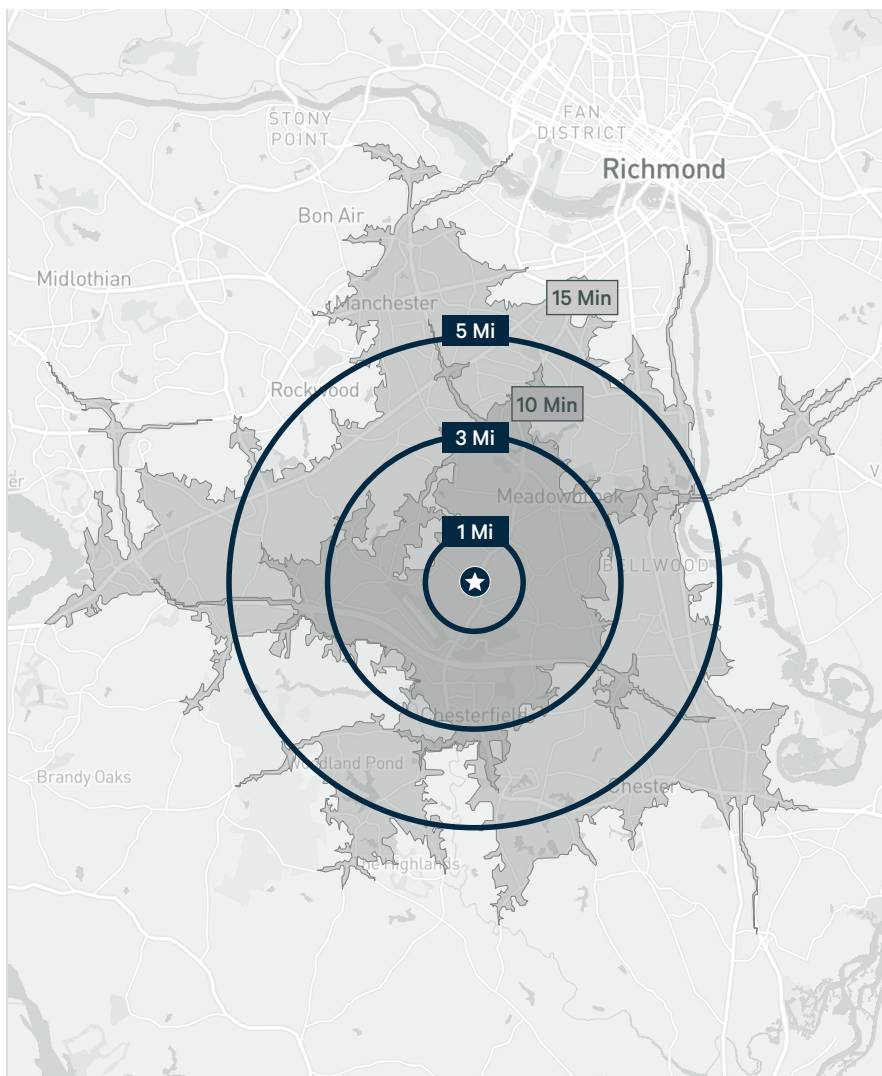 FAN
DISTRICT
STONY
POINT
Richmond
Bon Air
Midlothian
15 Min
Manchester
5 Mi
Rockwood
10 Min
3 Mi
er
V
Meadowbrook
1 Mi
BELLWOOD
Chesterfield
Woodland Pond
Brandy Oaks
Chester
The Highlands